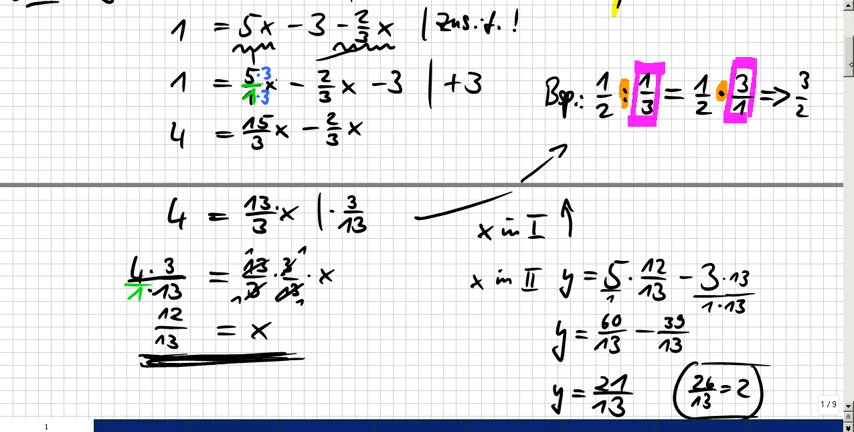 1 = 5x − 3 − 2/3 x | Zus.f.!
1 = 5·3/1·3 x − 2/3 x − 3 | +3
4 = 15/3 x − 2/3 x
Bsp.: 1/2 : 1/3 = 1/2 · 3/1 => 3/2
4 = 13/3 · x | · 3/13
4·3/1·13 = 13/3 · 3/13 · x
12/13 = x
x in I ↑
x in II y = 5/1 · 12/13 − 3·13/1·13
y = 60/13 − 39/13
y = 21/13
26/13 = 2
1 / 9
1